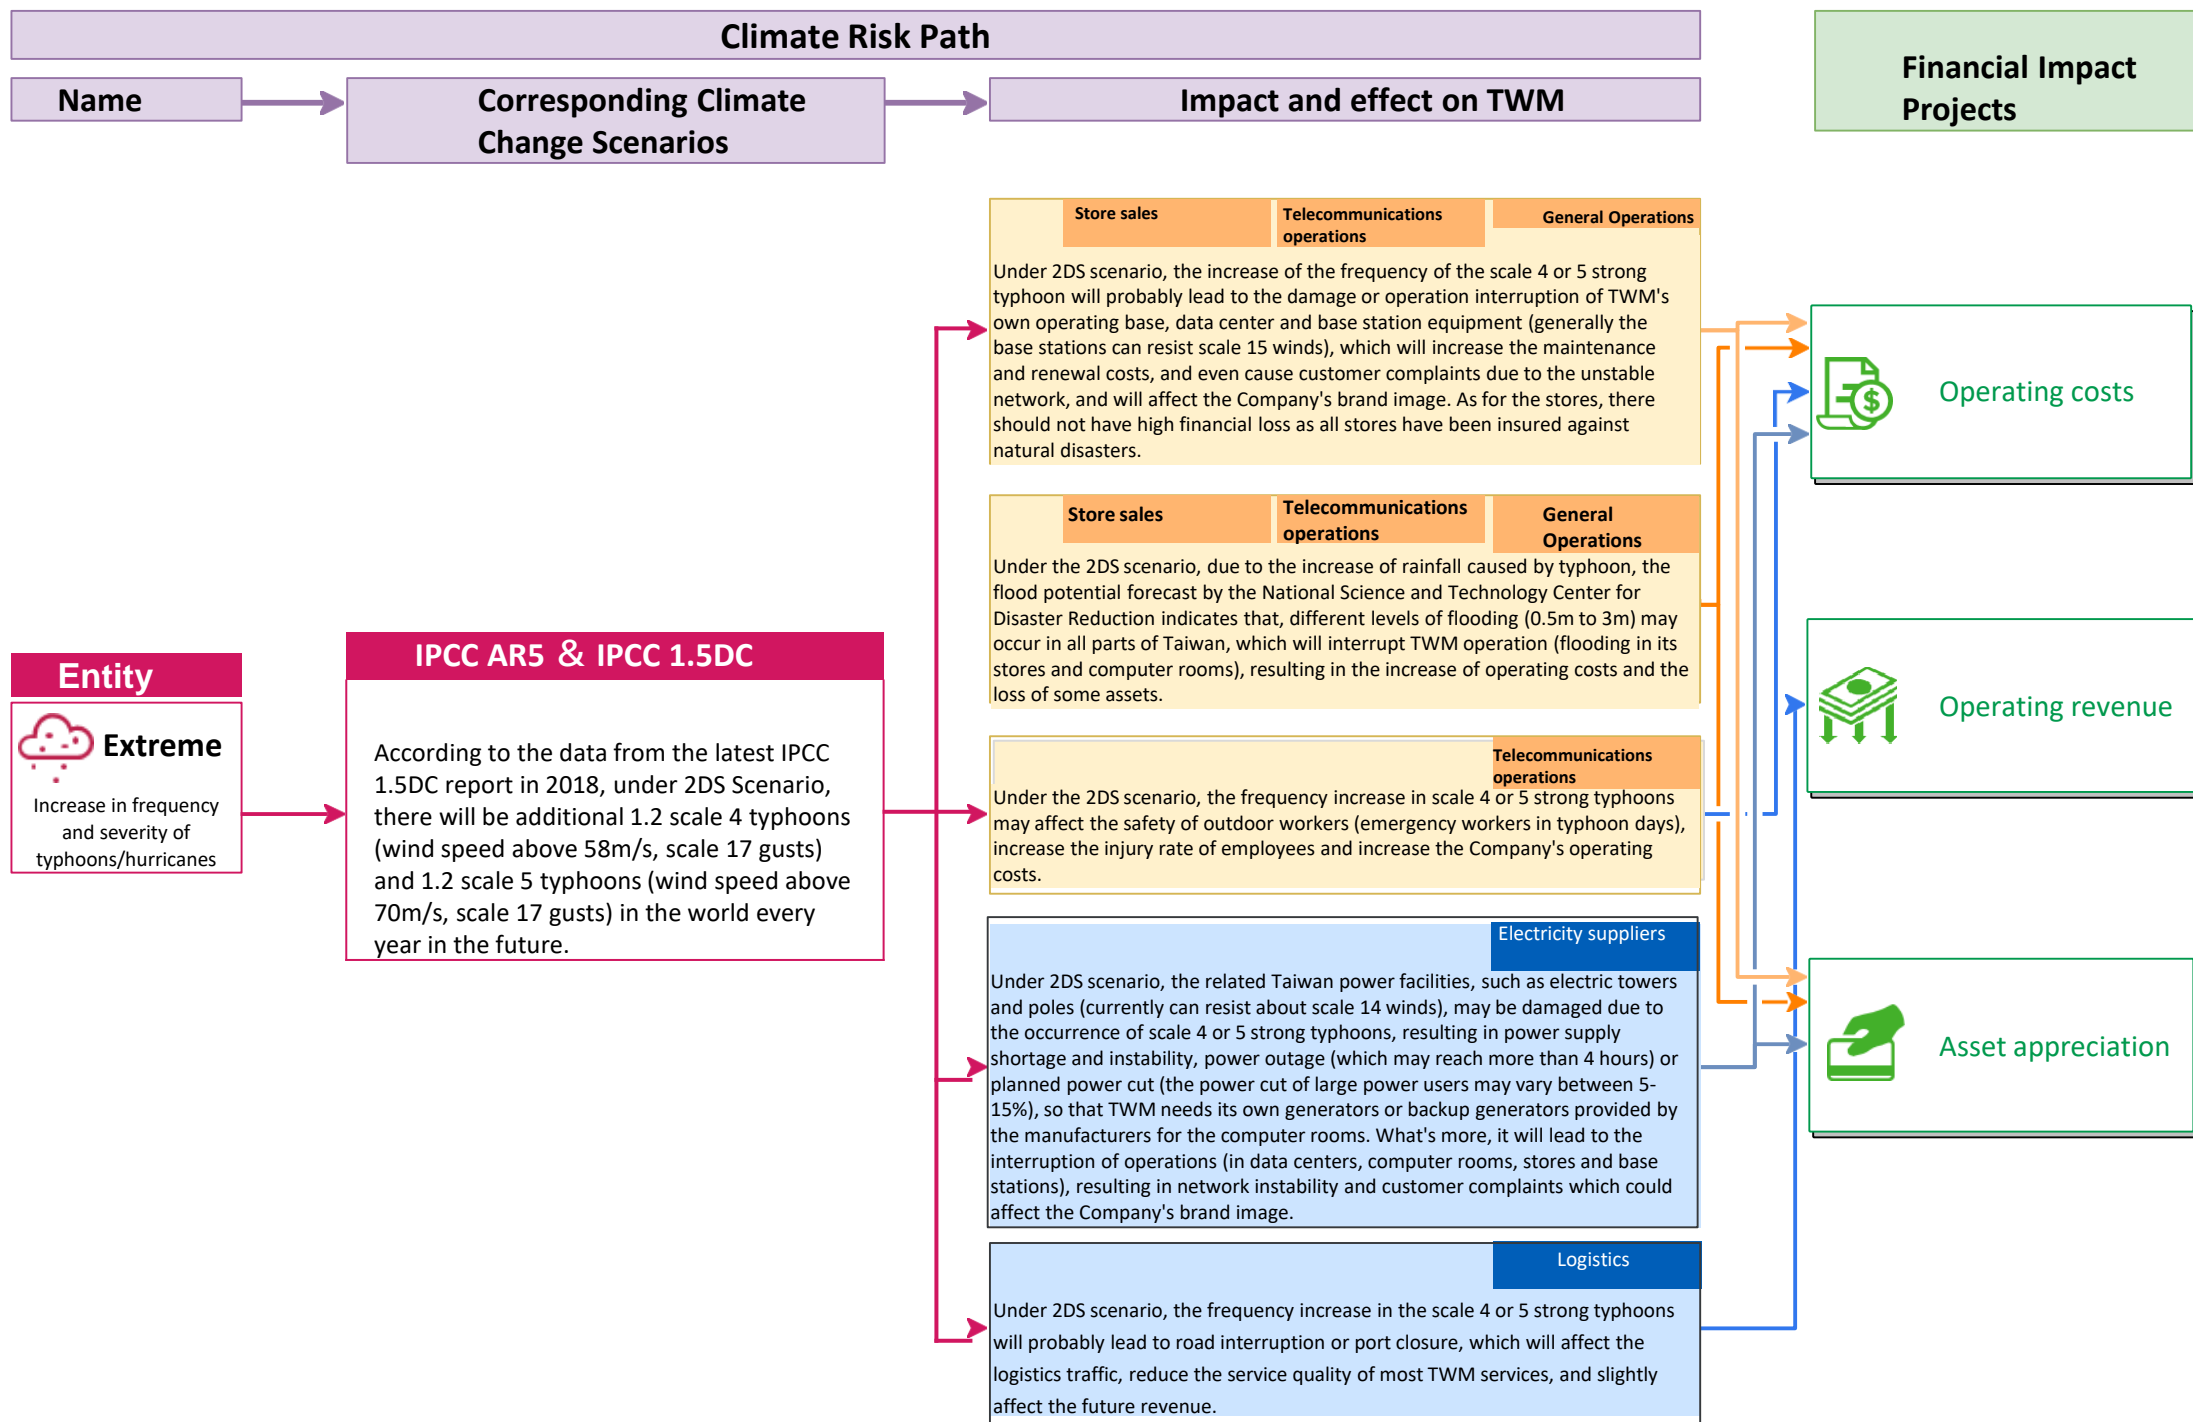 Climate Risk Path
Financial Impact
Projects
Name
Corresponding Climate
Change Scenarios
Impact and effect on TWM
Entity
Extreme
Increase in frequency
and severity of
typhoons/hurricanes
IPCC AR5 & IPCC 1.5DC
According to the data from the latest IPCC
1.5DC report in 2018, under 2DS Scenario,
there will be additional 1.2 scale 4 typhoons
(wind speed above 58m/s, scale 17 gusts)
and 1.2 scale 5 typhoons (wind speed above
70m/s, scale 17 gusts) in the world every
year in the future.
Store sales
Telecommunications
operations
General Operations
Under 2DS scenario, the increase of the frequency of the scale 4 or 5 strong
typhoon will probably lead to the damage or operation interruption of TWM's
own operating base, data center and base station equipment (generally the
base stations can resist scale 15 winds), which will increase the maintenance
and renewal costs, and even cause customer complaints due to the unstable
network, and will affect the Company's brand image. As for the stores, there
should not have high financial loss as all stores have been insured against
natural disasters.
Store sales
Telecommunications
operations
General
Operations
Under the 2DS scenario, due to the increase of rainfall caused by typhoon, the
flood potential forecast by the National Science and Technology Center for
Disaster Reduction indicates that, different levels of flooding (0.5m to 3m) may
occur in all parts of Taiwan, which will interrupt TWM operation (flooding in its
stores and computer rooms), resulting in the increase of operating costs and the
loss of some assets.
Telecommunications
operations
Under the 2DS scenario, the frequency increase in scale 4 or 5 strong typhoons
may affect the safety of outdoor workers (emergency workers in typhoon days),
increase the injury rate of employees and increase the Company's operating
costs.
Electricity suppliers
Under 2DS scenario, the related Taiwan power facilities, such as electric towers
and poles (currently can resist about scale 14 winds), may be damaged due to
the occurrence of scale 4 or 5 strong typhoons, resulting in power supply
shortage and instability, power outage (which may reach more than 4 hours) or
planned power cut (the power cut of large power users may vary between 5-
15%), so that TWM needs its own generators or backup generators provided by
the manufacturers for the computer rooms. What's more, it will lead to the
interruption of operations (in data centers, computer rooms, stores and base
stations), resulting in network instability and customer complaints which could
affect the Company's brand image.
Logistics
Under 2DS scenario, the frequency increase in the scale 4 or 5 strong typhoons
will probably lead to road interruption or port closure, which will affect the
logistics traffic, reduce the service quality of most TWM services, and slightly
affect the future revenue.
Operating costs
Operating revenue
Asset appreciation